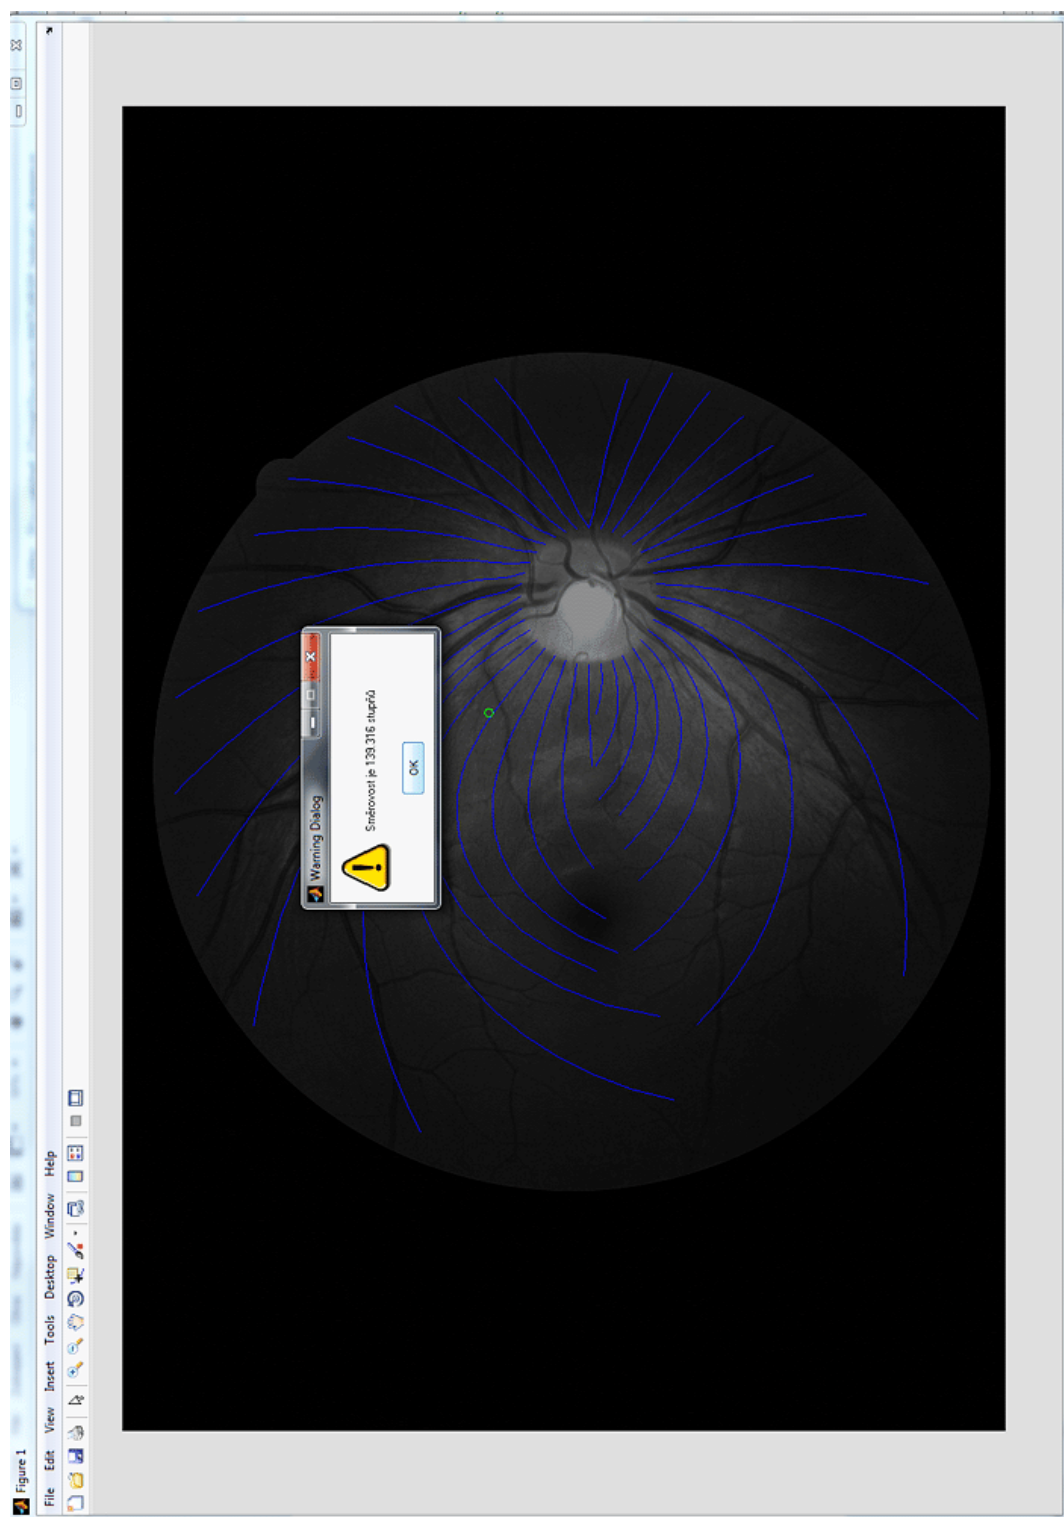 Figure 1
File Edit View Insert Tools Desktop Window Help
Warning Dialog
Směrovost je 139.316 stupňů
OK